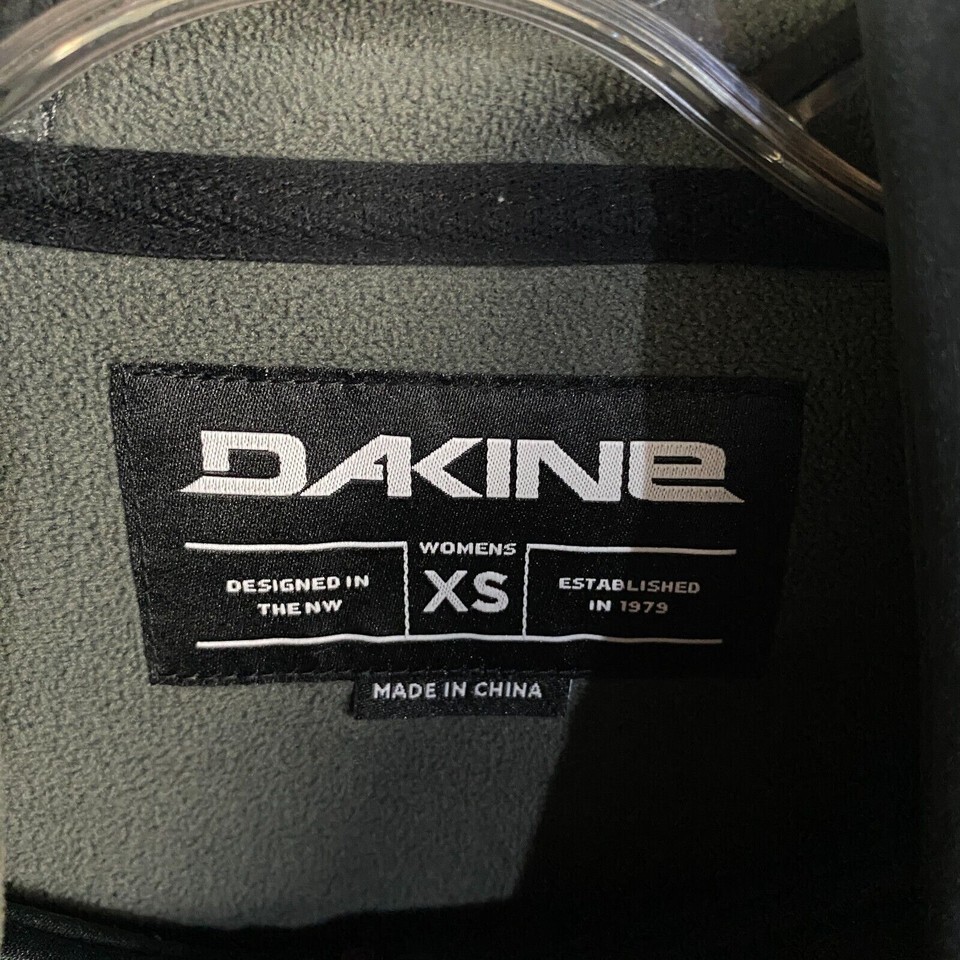 DAKINE
WOMENS
XS
DESIGNED IN
THE NW
ESTABLISHED
IN 1979
MADE IN CHINA